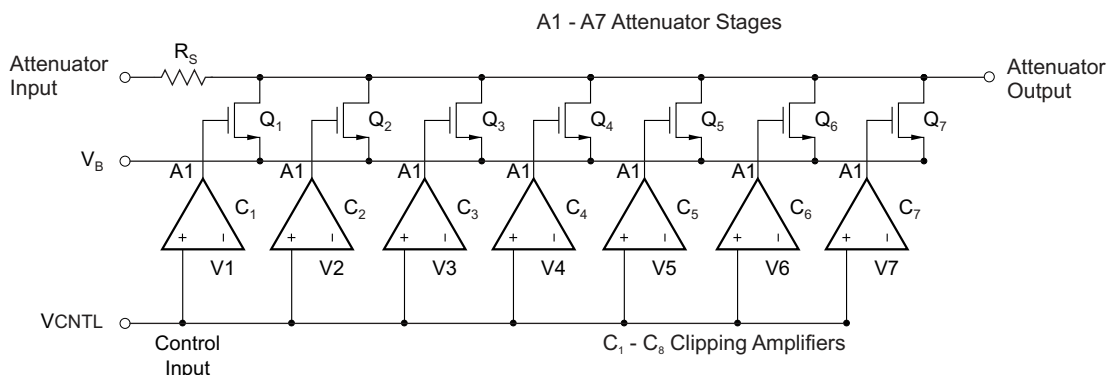 A1 - A7 Attenuator Stages
Attenuator
Input
RS
Attenuator
Output
Q1
Q2
Q3
Q4
Q5
Q6
Q7
VB
A1
A1
A1
A1
A1
A1
A1
C1
C2
C3
C4
C5
C6
C7
+ –
+ –
+ –
+ –
+ –
+ –
+ –
V1
V2
V3
V4
V5
V6
V7
VCNTL
Control
Input
C1 - C8 Clipping Amplifiers